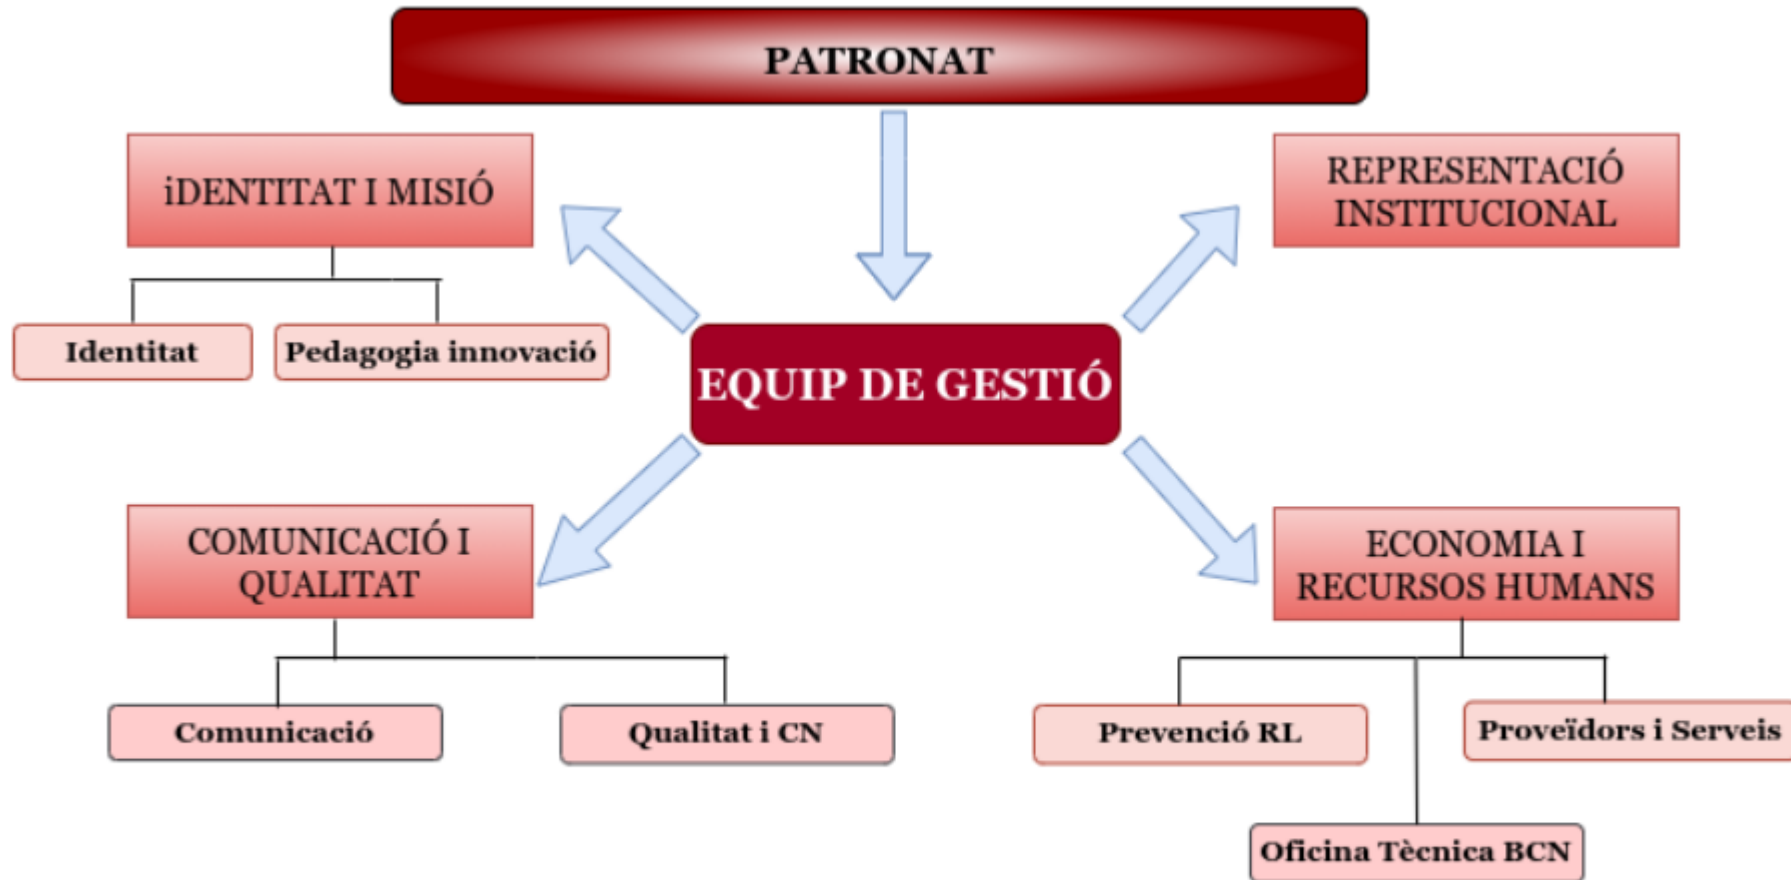 PATRONAT
iDENTITAT I MISIÓ
REPRESENTACIÓ
INSTITUCIONAL
Identitat
Pedagogia innovació
EQUIP DE GESTIÓ
COMUNICACIÓ I
QUALITAT
ECONOMIA I
RECURSOS HUMANS
Comunicació
Qualitat i CN
Prevenció RL
Proveïdors i Serveis
Oficina Tècnica BCN